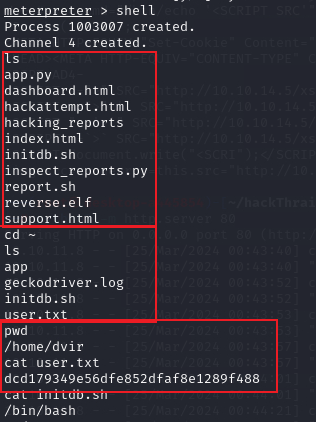 meterpreter > shell
Process 1003007 created.
Channel 4 created.
ls
app.py
dashboard.html
hackattempt.html
hacking_reports
index.html
initdb.sh
inspect_reports.py
report.sh
reverse.elf
support.html
cd ~
ls
app
geckodriver.log
initdb.sh
user.txt
pwd
/home/dvir
cat user.txt
dcd179349e56dfe852dfaf8e1289f488
cat initdb.sh
/bin/bash